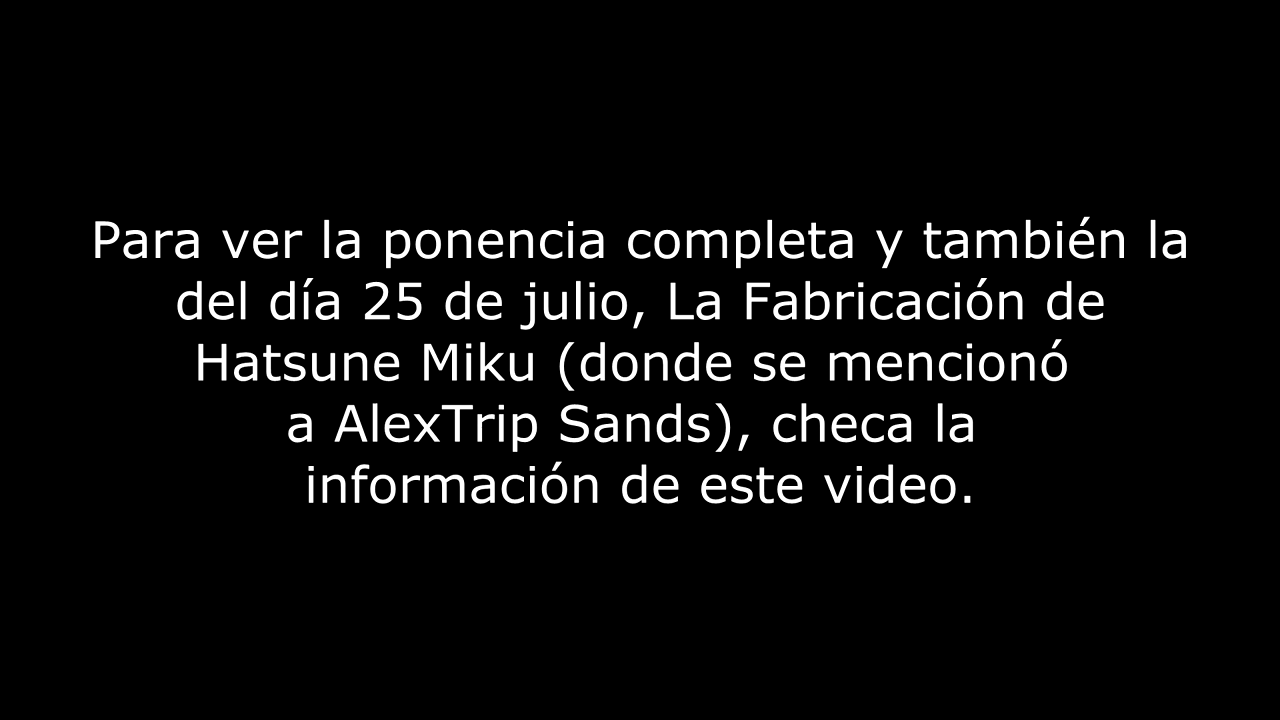 Para ver la ponencia completa y también la
del día 25 de julio, La Fabricación de
Hatsune Miku (donde se mencionó
a AlexTrip Sands), checa la
información de este video.